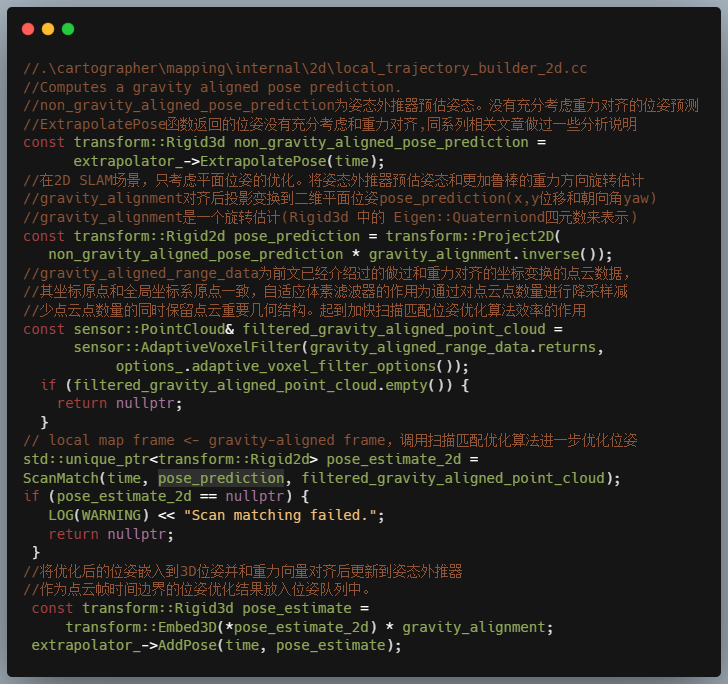 //.\cartographer\mapping\internal\2d\local_trajectory_builder_2d.cc
//Computes a gravity aligned pose prediction.
//non_gravity_aligned_pose_prediction为姿态外推器预估姿态。没有充分考虑重力对齐的位姿预测
//ExtrapolatePose函数返回的位姿没有充分考虑和重力对齐,同系列相关文章做过一些分析说明
const transform::Rigid3d non_gravity_aligned_pose_prediction =
      extrapolator_->ExtrapolatePose(time);
//在2D SLAM场景，只考虑平面位姿的优化。将姿态外推器预估姿态和更加鲁棒的重力方向旋转估计
//gravity_alignment对齐后投影变换到二维平面位姿pose_prediction(x,y位移和朝向角yaw)
//gravity_alignment是一个旋转估计(Rigid3d 中的 Eigen::Quaterniond四元数来表示)
const transform::Rigid2d pose_prediction = transform::Project2D(
   non_gravity_aligned_pose_prediction * gravity_alignment.inverse());
//gravity_aligned_range_data为前文已经介绍过的做过和重力对齐的坐标变换的点云数据，
//其坐标原点和全局坐标系原点一致，自适应体素滤波器的作用为通过对点云点数量进行降采样减
//少点云点数量的同时保留点云重要几何结构。起到加快扫描匹配位姿优化算法效率的作用
const sensor::PointCloud& filtered_gravity_aligned_point_cloud =
      sensor::AdaptiveVoxelFilter(gravity_aligned_range_data.returns,
           options_.adaptive_voxel_filter_options());
  if (filtered_gravity_aligned_point_cloud.empty()) {
    return nullptr;
  }
// local map frame <- gravity-aligned frame，调用扫描匹配优化算法进一步优化位姿
std::unique_ptr<transform::Rigid2d> pose_estimate_2d =
ScanMatch(time, pose_prediction, filtered_gravity_aligned_point_cloud);
if (pose_estimate_2d == nullptr) {
   LOG(WARNING) << "Scan matching failed.";
   return nullptr;
 }
//将优化后的位姿嵌入到3D位姿并和重力向量对齐后更新到姿态外推器
//作为点云帧时间边界的位姿优化结果放入位姿队列中。
 const transform::Rigid3d pose_estimate =
     transform::Embed3D(*pose_estimate_2d) * gravity_alignment;
 extrapolator_->AddPose(time, pose_estimate);